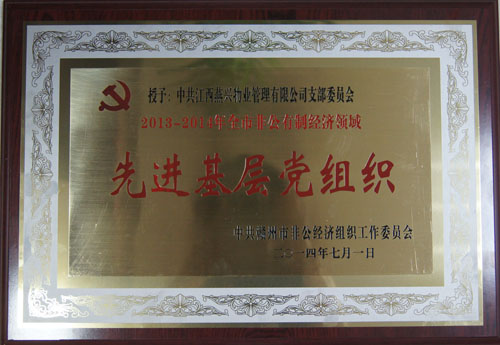 授予：中共江西燕兴物业管理有限公司支部委员会
2013-2014年全市非公有制经济领域
先进基层党组织
中共赣州市非公经济组织工作委员会
二〇一四年七月一日